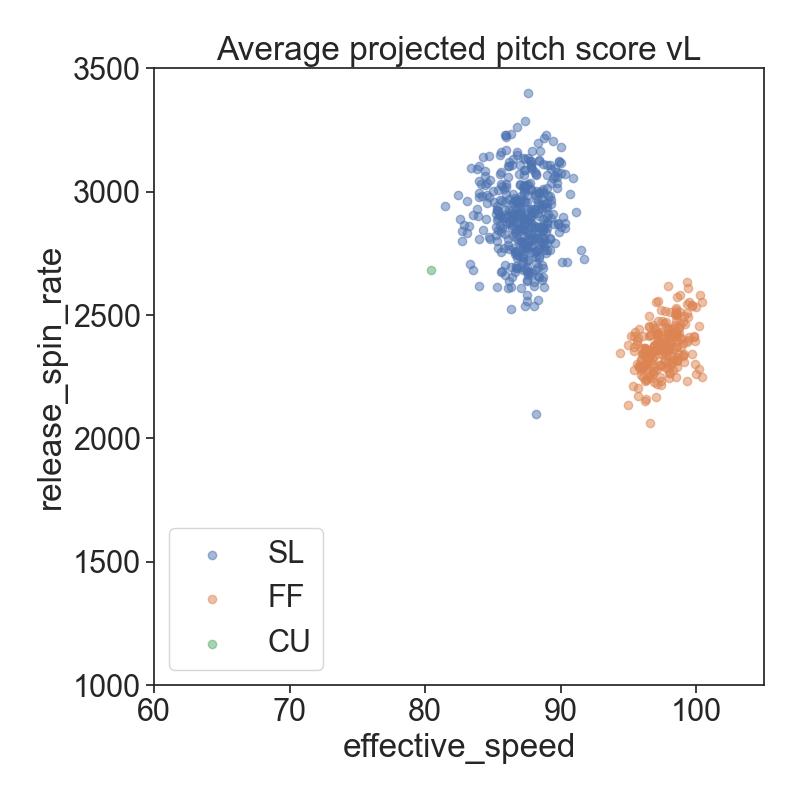 Average projected pitch score vL
release_spin_rate
3500
3000
2500
2000
1500
1000
SL
FF
CU
60 70 80 90 100
effective_speed